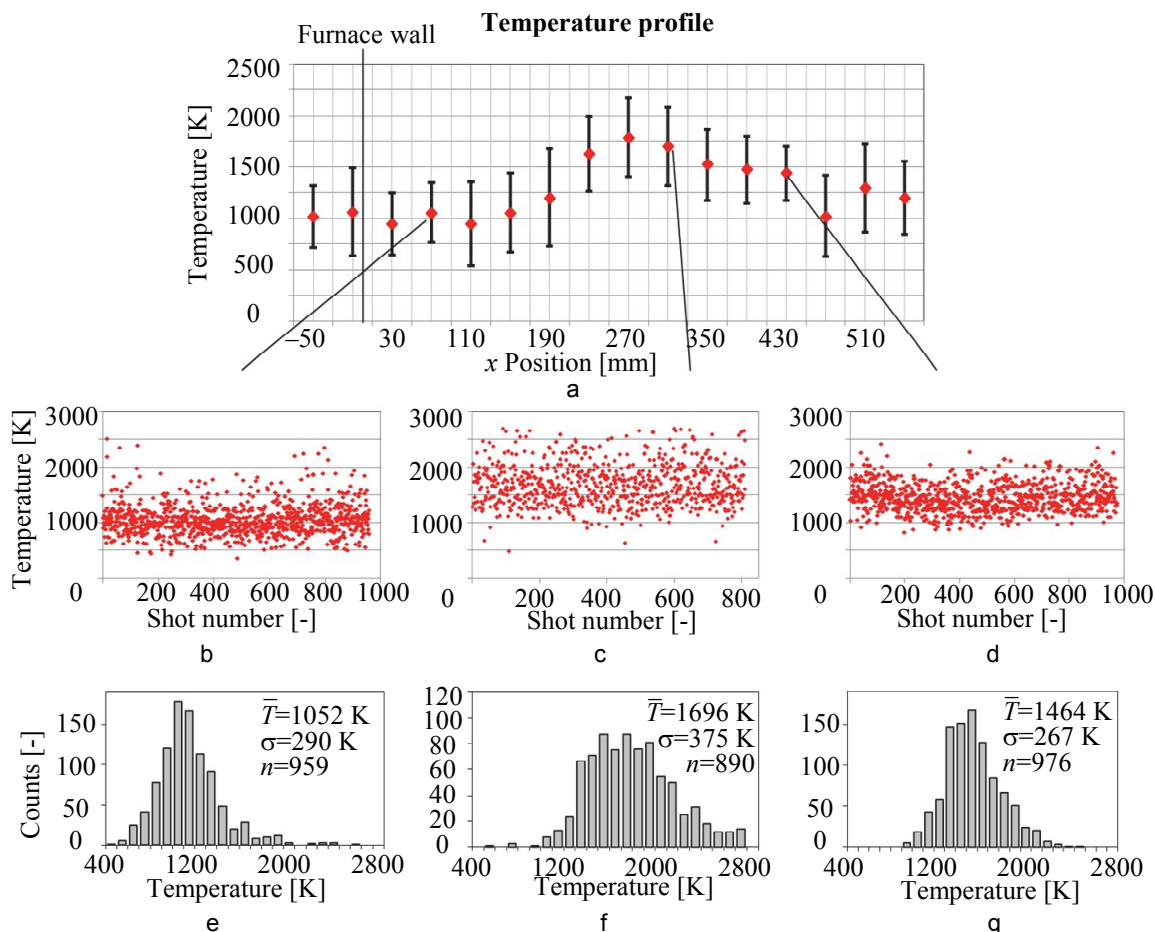 Temperature profile
Furnace wall
Temperature [K]
2500
2000
1500
1000
500
0
–50 30 110 190 270 350 430 510
x Position [mm]
a
Temperature [K]
3000
2000
1000
0
200 400 600 800 1000
Shot number [-]
b
3000
2000
1000
0
200 400 600 800
Shot number [-]
c
3000
2000
1000
0
200 400 600 800 1000
Shot number [-]
d
Counts [-]
150
100
50
0
T̅=1052 K
σ=290 K
n=959
400 1200 2000 2800
Temperature [K]
e
120
100
80
60
40
20
0
T̅=1696 K
σ=375 K
n=890
400 1200 2000 2800
Temperature [K]
f
150
100
50
0
T̅=1464 K
σ=267 K
n=976
400 1200 2000 2800
Temperature [K]
g